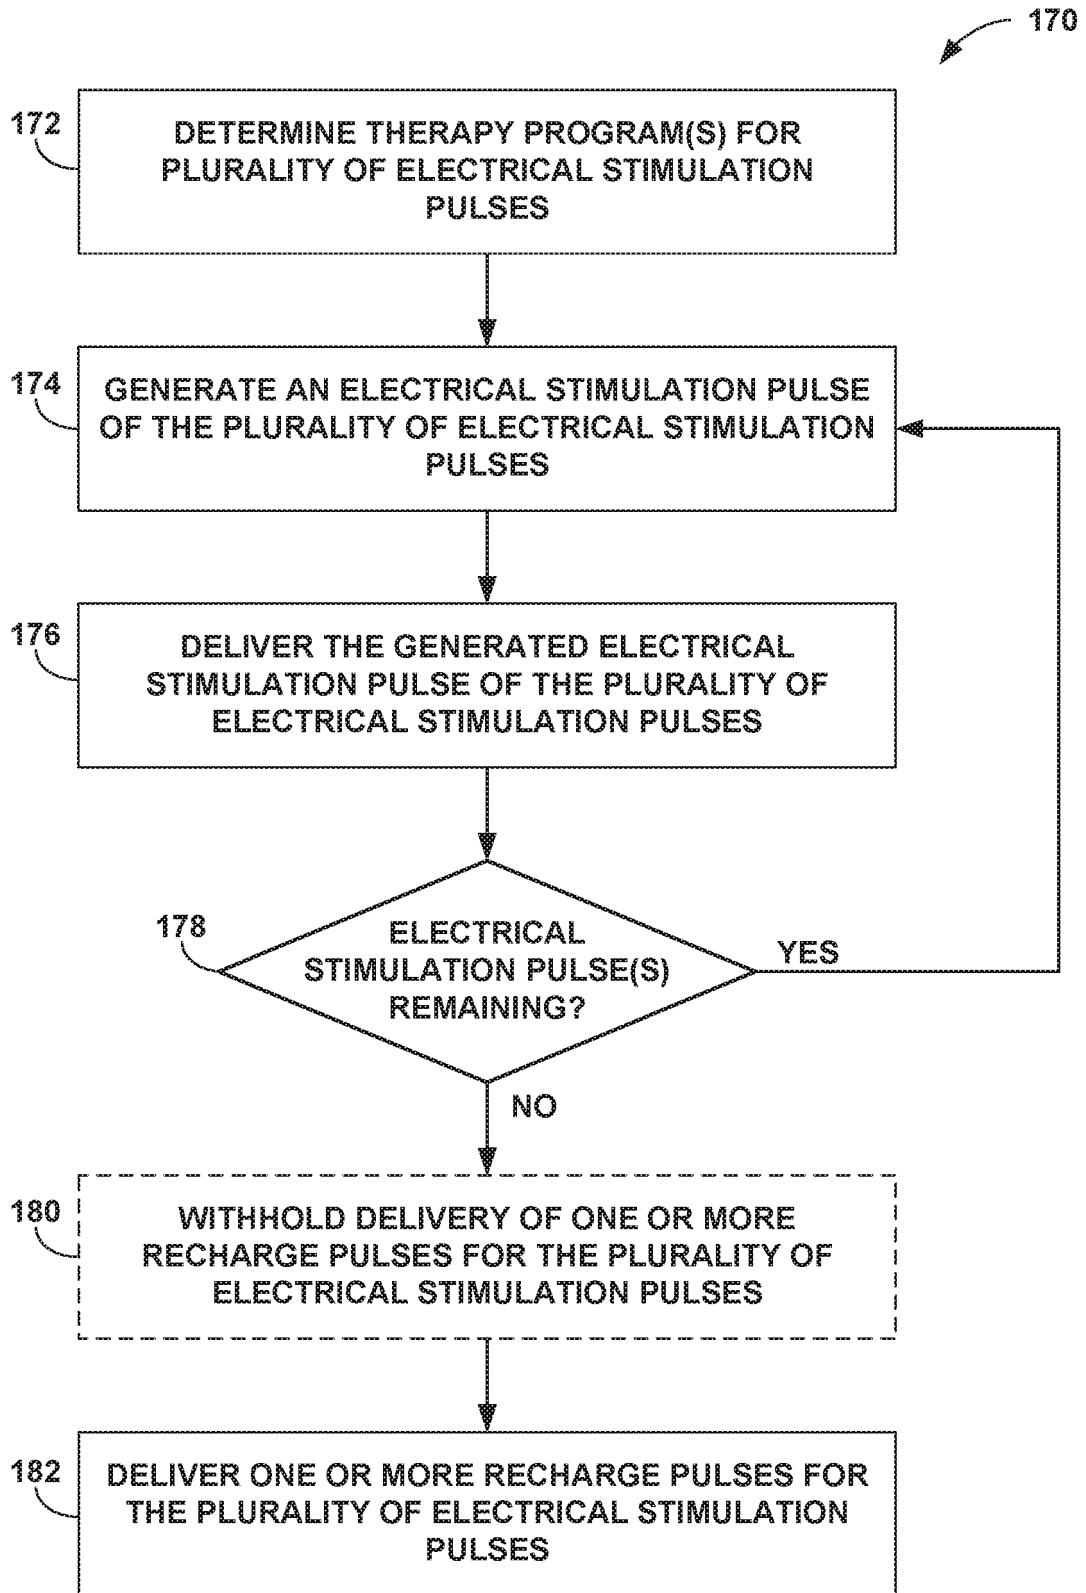 170
172
DETERMINE THERAPY PROGRAM(S) FOR
PLURALITY OF ELECTRICAL STIMULATION
PULSES
174
GENERATE AN ELECTRICAL STIMULATION PULSE
OF THE PLURALITY OF ELECTRICAL STIMULATION
PULSES
176
DELIVER THE GENERATED ELECTRICAL
STIMULATION PULSE OF THE PLURALITY OF
ELECTRICAL STIMULATION PULSES
178
ELECTRICAL
STIMULATION PULSE(S)
REMAINING?
YES
NO
180
WITHHOLD DELIVERY OF ONE OR MORE
RECHARGE PULSES FOR THE PLURALITY OF
ELECTRICAL STIMULATION PULSES
182
DELIVER ONE OR MORE RECHARGE PULSES FOR
THE PLURALITY OF ELECTRICAL STIMULATION
PULSES